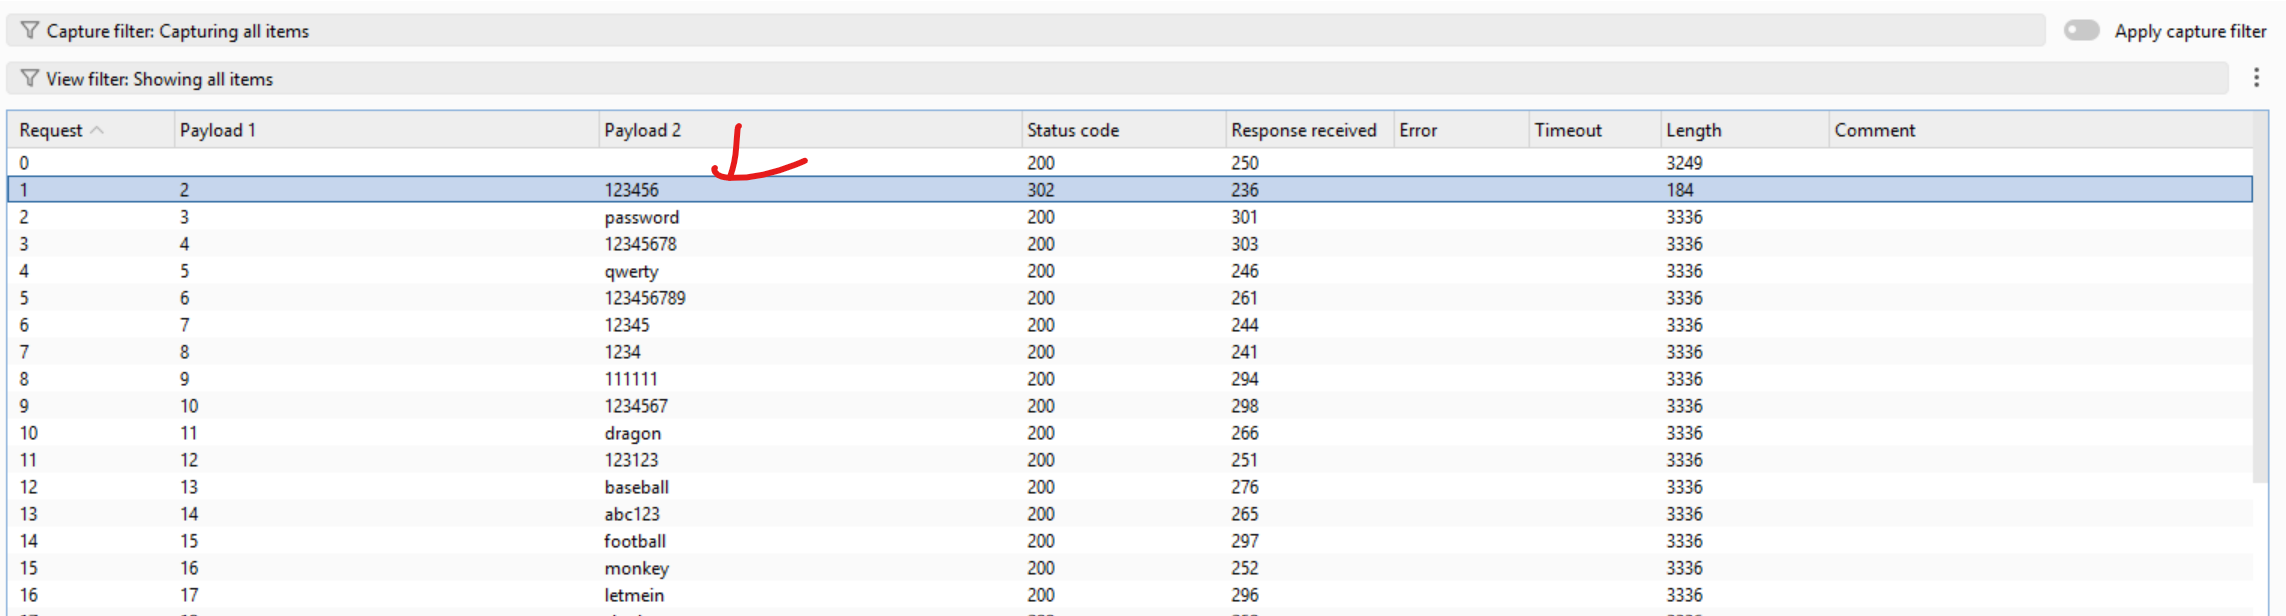 Capture filter: Capturing all items Apply capture filter
View filter: Showing all items
Request Payload 1 Payload 2 Status code Response received Error Timeout Length Comment
0 200 250 3249
1 2 123456 302 236 184
2 3 password 200 301 3336
3 4 12345678 200 303 3336
4 5 qwerty 200 246 3336
5 6 123456789 200 261 3336
6 7 12345 200 244 3336
7 8 1234 200 241 3336
8 9 111111 200 294 3336
9 10 1234567 200 298 3336
10 11 dragon 200 266 3336
11 12 123123 200 251 3336
12 13 baseball 200 276 3336
13 14 abc123 200 265 3336
14 15 football 200 297 3336
15 16 monkey 200 252 3336
16 17 letmein 200 296 3336